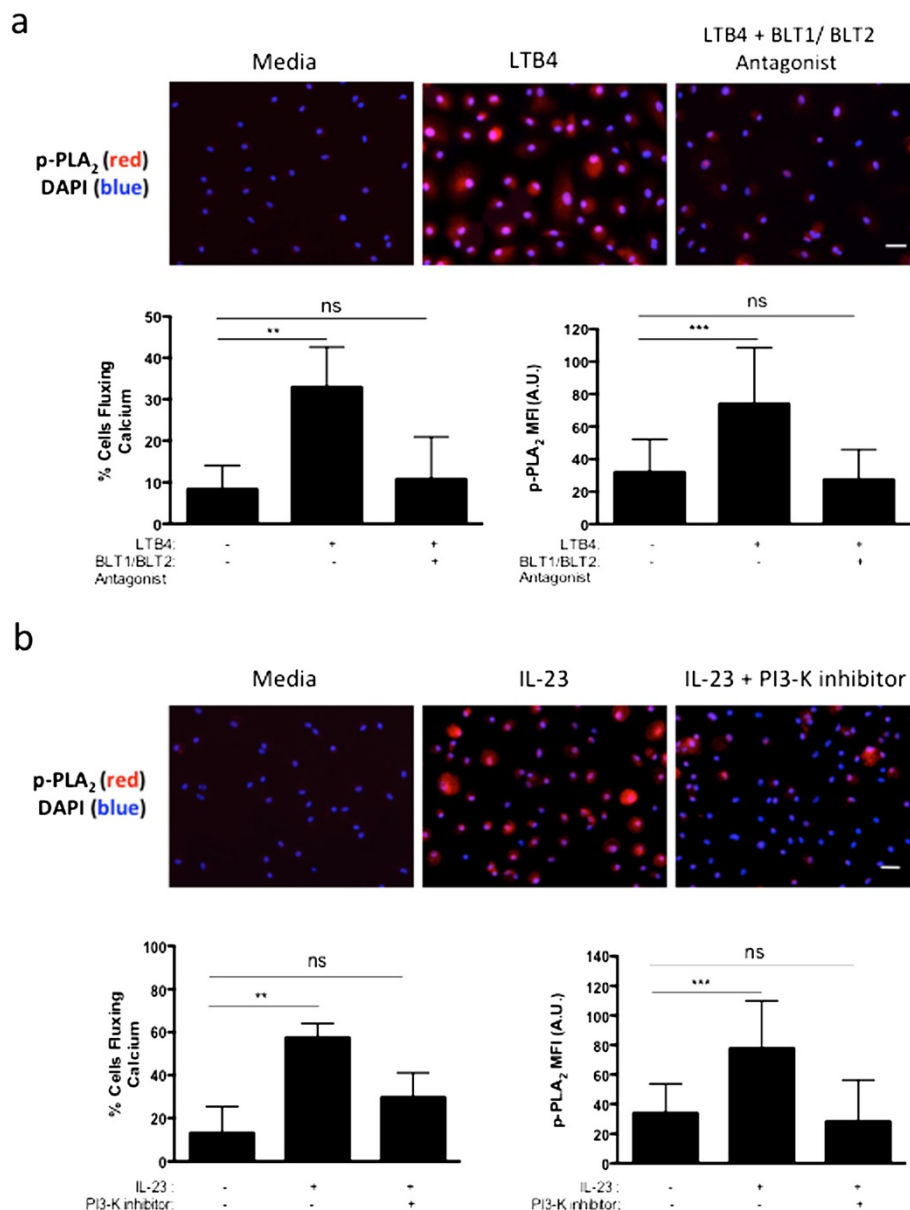 a
Media
LTB4
LTB4 + BLT1/ BLT2
Antagonist
p-PLA2 (red)
DAPI (blue)
ns
**
50
40
30
20
10
0
% Cells Fluxing
Calcium
LTB4: - + +
BLT1/BLT2: - - +
Antagonist
ns
***
120
100
80
60
40
20
0
p-PLA2 MFI (A.U.)
LTB4: - + +
BLT1/BLT2: - - +
Antagonist
b
Media
IL-23
IL-23 + PI3-K inhibitor
p-PLA2 (red)
DAPI (blue)
ns
**
100
80
60
40
20
0
% Cells Fluxing
Calcium
IL-23 : - + +
PI3-K inhibitor: - - +
ns
***
140
120
100
80
60
40
20
0
p-PLA2 MFI (A.U.)
IL-23: - + +
PI3-K inhibitor: - - +